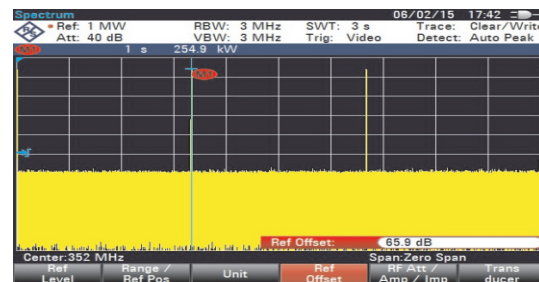 Spectrum 06/02/15 17:42
Ref: 1 MW RBW: 3 MHz SWT: 3 s Trace: Clear/Write
Att: 40 dB VBW: 3 MHz Trig: Video Detect: Auto Peak
M1 1 s 254.9 kW
M1
Ref Offset: 65.9 dB
Center:352 MHz Span:Zero Span
Ref Level Range / Ref Pos Unit Ref Offset RF Att / Amp / Imp Trans ducer